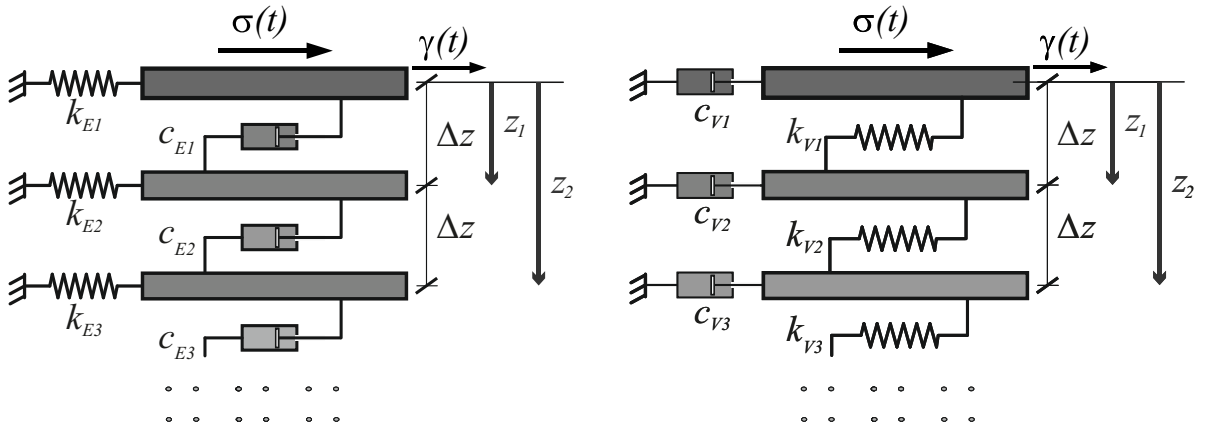 σ(t)
γ(t)
k_E1
c_E1
Δz
z_1
k_E2
z_2
c_E2
Δz
k_E3
c_E3
σ(t)
γ(t)
c_V1
k_V1
Δz
z_1
c_V2
z_2
k_V2
Δz
c_V3
k_V3